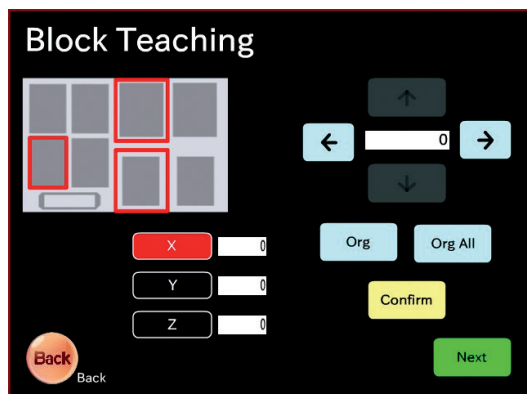 Block Teaching
↑
← 0 →
↓
X 0
Y 0
Z 0
Org
Org All
Confirm
Back
Back
Next